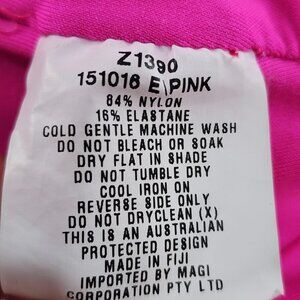 Z1390
151016 E\PINK
84% NYLON
16% ELASTANE
COLD GENTLE MACHINE WASH
DO NOT BLEACH OR SOAK
DRY FLAT IN SHADE
DO NOT TUMBLE DRY
COOL IRON ON
REVERSE SIDE ONLY
DO NOT DRYCLEAN (X)
THIS IS AN AUSTRALIAN
PROTECTED DESIGN
MADE IN FIJI
IMPORTED BY MAGI
CORPORATION PTY LTD